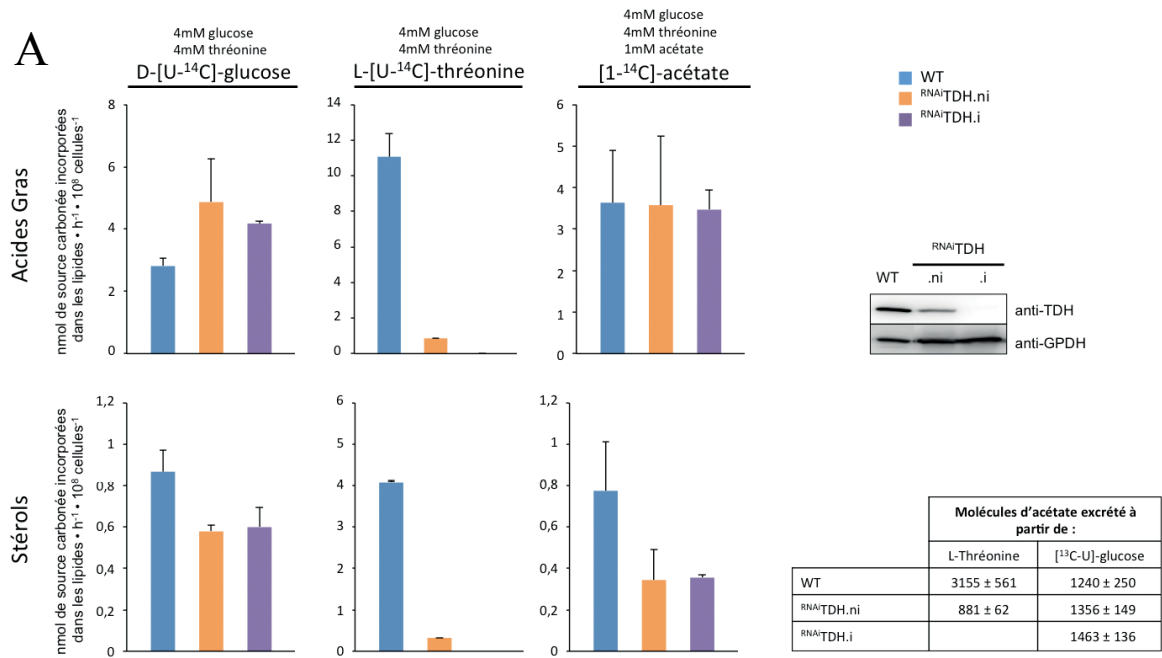 A
4mM glucose
4mM thréonine
D-[U-¹⁴C]-glucose
4mM glucose
4mM thréonine
L-[U-¹⁴C]-thréonine
4mM glucose
4mM thréonine
1mM acétate
[1-¹⁴C]-acétate
WT
ᴿᴺᴬⁱTDH.ni
ᴿᴺᴬⁱTDH.i
Acides Gras
nmol de source carbonée incorporées
dans les lipides • h⁻¹ • 10⁸ cellules⁻¹
8
6
4
2
0
14
12
10
8
6
4
2
0
6
5
4
3
2
1
0
ᴿᴺᴬⁱTDH
WT
.ni
.i
anti-TDH
anti-GPDH
Stérols
nmol de source carbonée incorporées
dans les lipides • h⁻¹ • 10⁸ cellules⁻¹
1,2
1
0,8
0,6
0,4
0,2
0
6
5
4
3
2
1
0
1,2
1
0,8
0,6
0,4
0,2
0
Molécules d'acétate excrété à
partir de :
L-Thréonine [¹³C-U]-glucose
WT 3155 ± 561 1240 ± 250
ᴿᴺᴬⁱTDH.ni 881 ± 62 1356 ± 149
ᴿᴺᴬⁱTDH.i 1463 ± 136